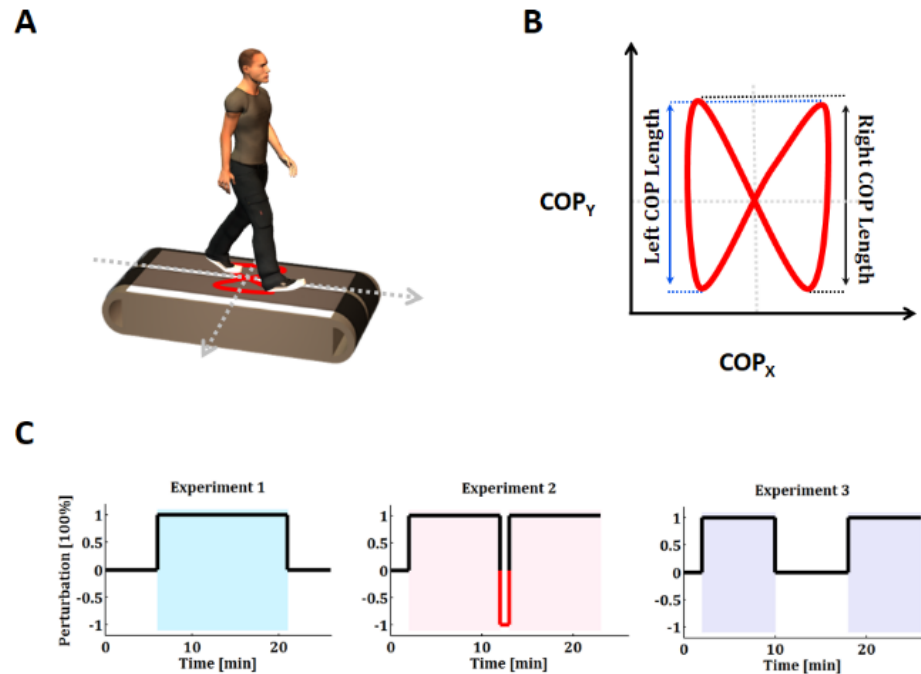 A
B
COP_Y
Left COP Length
Right COP Length
COP_X
C
Experiment 1
Perturbation [100%]
1
0.5
0
-0.5
-1
0
10
20
Time [min]
Experiment 2
1
0.5
0
-0.5
-1
0
10
20
Time [min]
Experiment 3
1
0.5
0
-0.5
-1
0
10
20
Time [min]